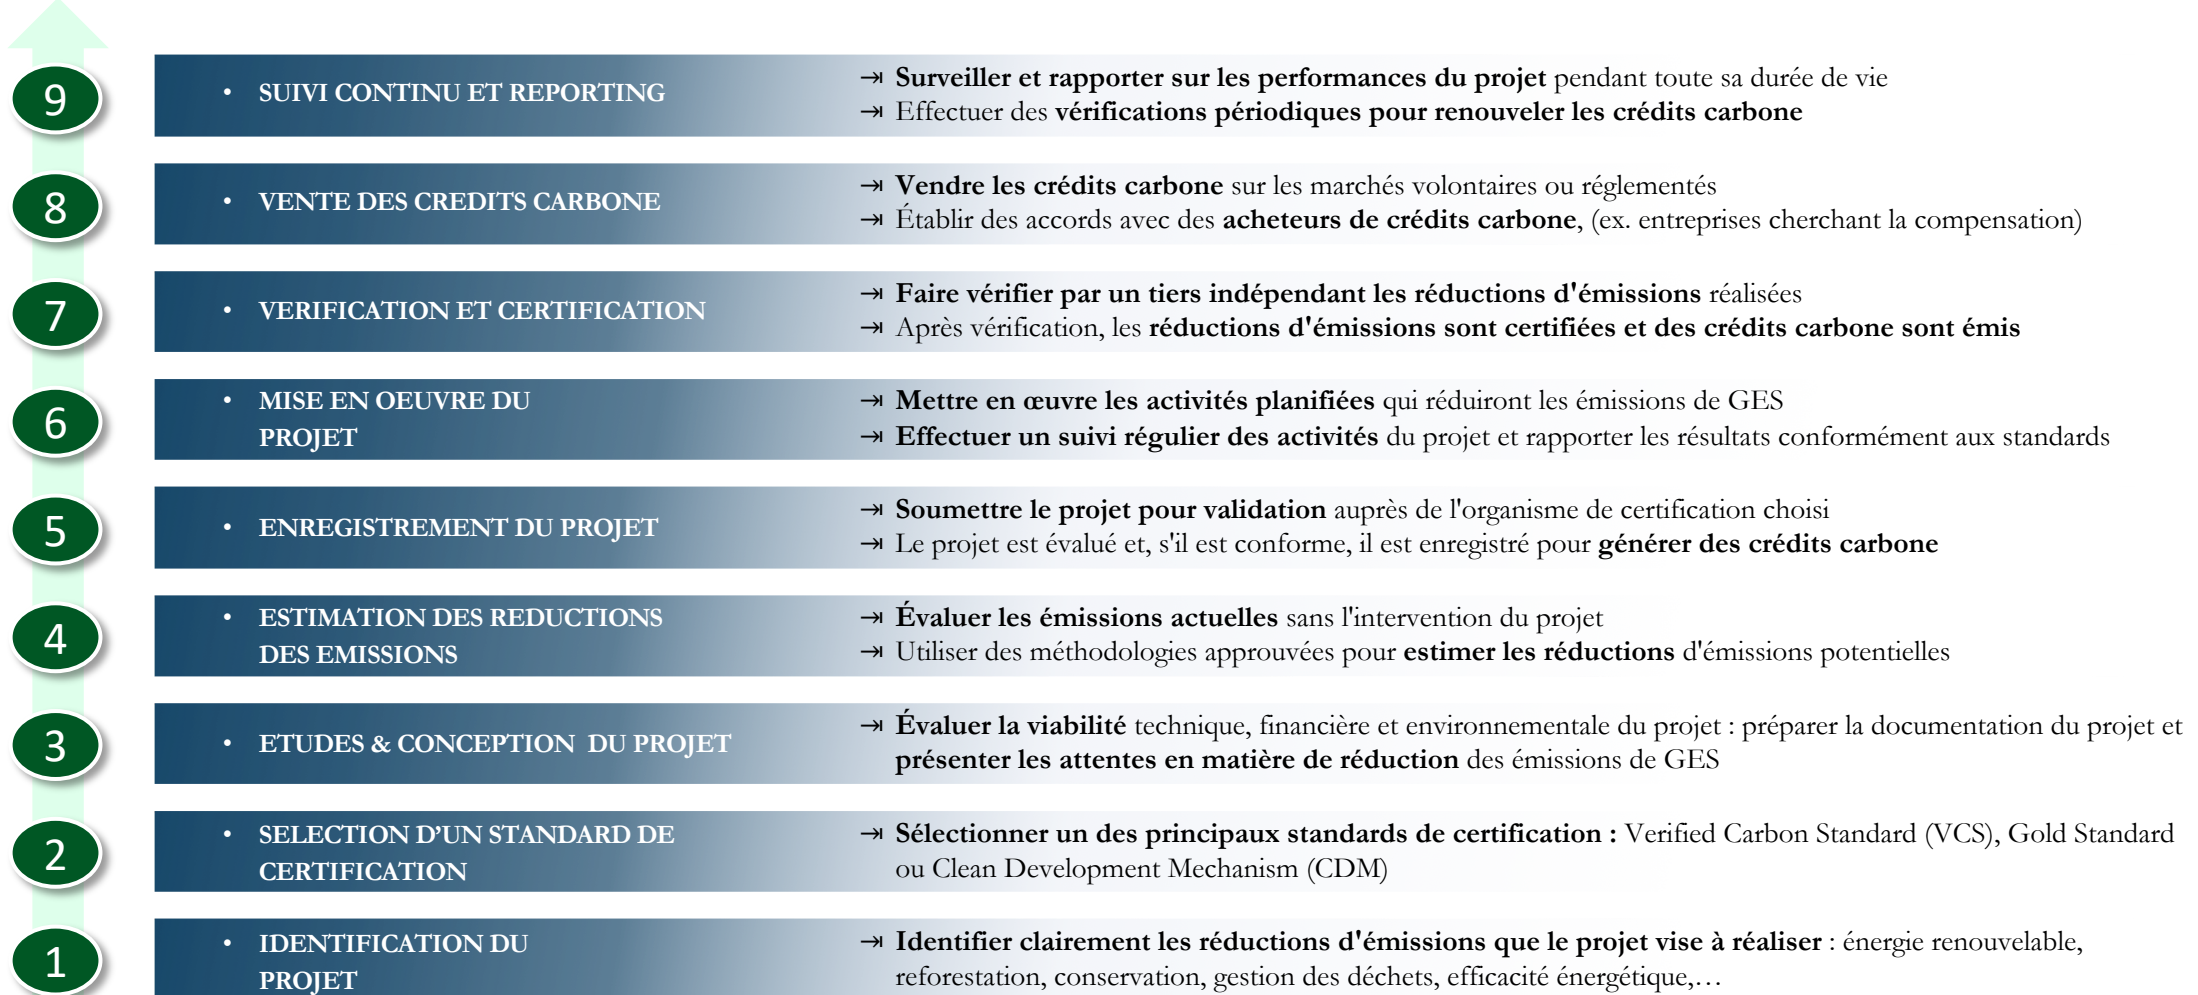 9
• SUIVI CONTINU ET REPORTING
⇥ Surveiller et rapporter sur les performances du projet pendant toute sa durée de vie
⇥ Effectuer des vérifications périodiques pour renouveler les crédits carbone
8
• VENTE DES CREDITS CARBONE
⇥ Vendre les crédits carbone sur les marchés volontaires ou réglementés
⇥ Établir des accords avec des acheteurs de crédits carbone, (ex. entreprises cherchant la compensation)
7
• VERIFICATION ET CERTIFICATION
⇥ Faire vérifier par un tiers indépendant les réductions d'émissions réalisées
⇥ Après vérification, les réductions d'émissions sont certifiées et des crédits carbone sont émis
6
• MISE EN OEUVRE DU
PROJET
⇥ Mettre en œuvre les activités planifiées qui réduiront les émissions de GES
⇥ Effectuer un suivi régulier des activités du projet et rapporter les résultats conformément aux standards
5
• ENREGISTREMENT DU PROJET
⇥ Soumettre le projet pour validation auprès de l'organisme de certification choisi
⇥ Le projet est évalué et, s'il est conforme, il est enregistré pour générer des crédits carbone
4
• ESTIMATION DES REDUCTIONS
DES EMISSIONS
⇥ Évaluer les émissions actuelles sans l'intervention du projet
⇥ Utiliser des méthodologies approuvées pour estimer les réductions d'émissions potentielles
3
• ETUDES & CONCEPTION DU PROJET
⇥ Évaluer la viabilité technique, financière et environnementale du projet : préparer la documentation du projet et
présenter les attentes en matière de réduction des émissions de GES
2
• SELECTION D’UN STANDARD DE
CERTIFICATION
⇥ Sélectionner un des principaux standards de certification : Verified Carbon Standard (VCS), Gold Standard
ou Clean Development Mechanism (CDM)
1
• IDENTIFICATION DU
PROJET
⇥ Identifier clairement les réductions d'émissions que le projet vise à réaliser : énergie renouvelable,
reforestation, conservation, gestion des déchets, efficacité énergétique,…